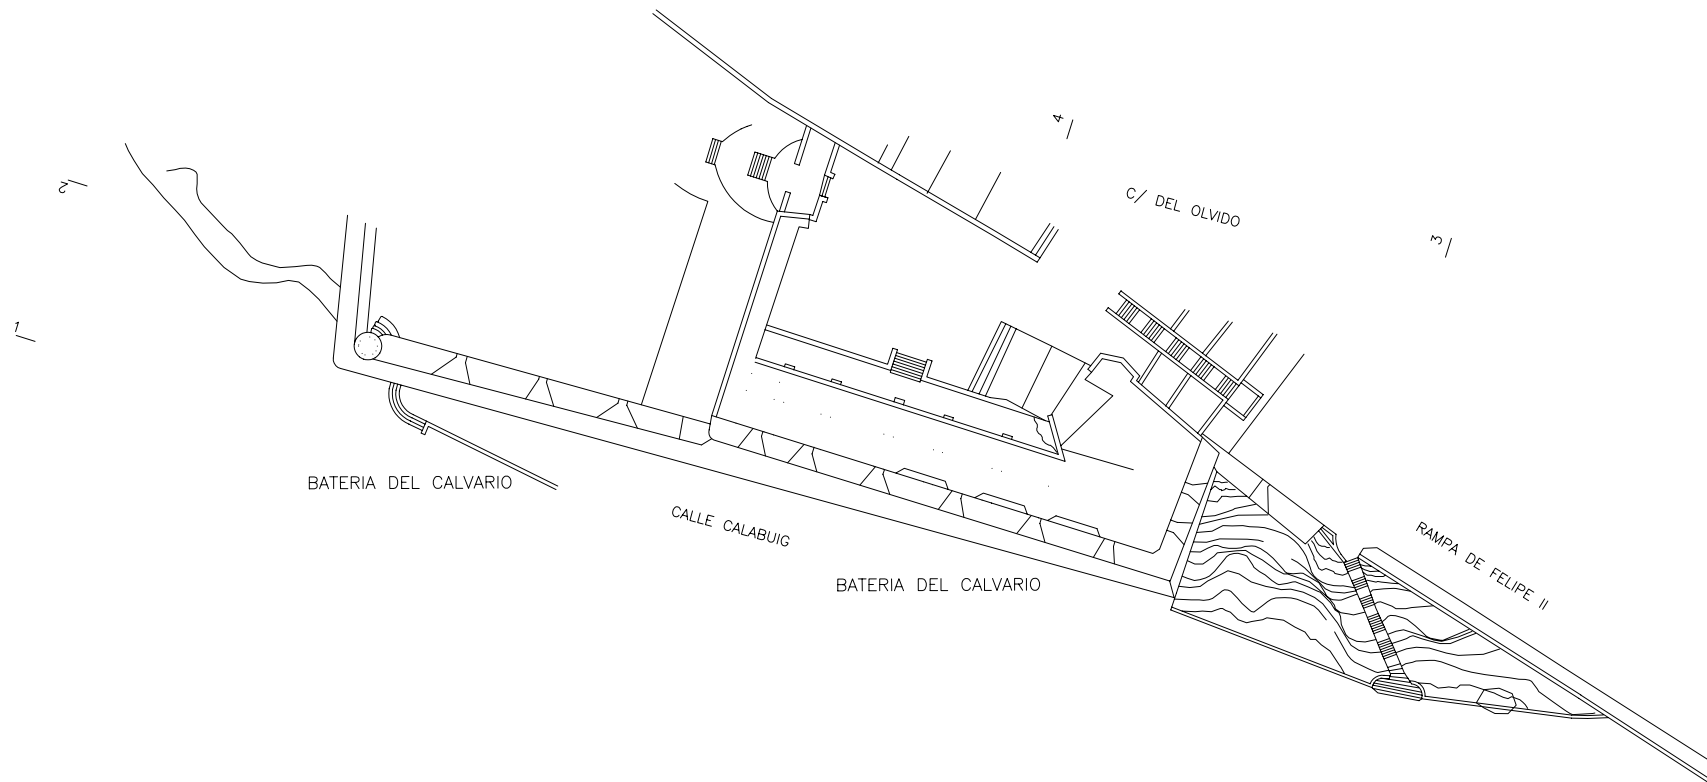 4
2
C/ DEL OLVIDO
3
1
BATERIA DEL CALVARIO
CALLE CALABUIG
RAMPA DE FELIPE II
BATERIA DEL CALVARIO